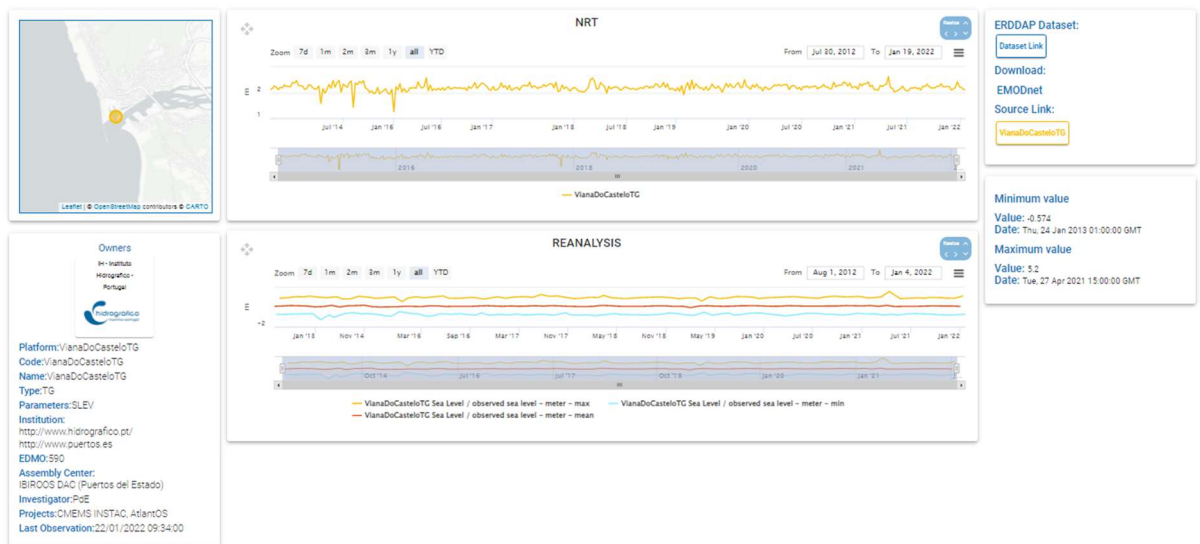 Leaflet | © OpenStreetMap contributors © CARTO
Owners
IH - Instituto
Hidrografico -
Portugal
hidrográfico
Platform:VianaDoCasteloTG
Code:VianaDoCasteloTG
Name:VianaDoCasteloTG
Type:TG
Parameters:SLEV
Institution:
http://www.hidrografico.pt/
http://www.puertos.es
EDMO:590
Assembly Center:
IBIROOS DAC (Puertos del Estado)
Investigator:PdE
Projects:CMEMS INSTAC, AtlantOS
Last Observation:22/01/2022 09:34:00
NRT
Zoom 7d 1m 2m 3m 1y all YTD
From Jul 30, 2012 To Jan 19, 2022
m
2
1
Jul '14 Jan '16 Jul '16 Jan '17 Jan '18 Jul '18 Jan '19 Jan '20 Jul '20 Jan '21 Jul '21 Jan '22
2016 2018 2020 2021
VianaDoCasteloTG
REANALYSIS
Zoom 7d 1m 2m 3m 1y all YTD
From Aug 1, 2012 To Jan 4, 2022
m
-2
Jan '13 Nov '14 Mar '16 Sep '16 Mar '17 Nov '17 May '18 Nov '18 May '19 Jan '20 Jul '20 Jan '21 Jul '21 Jan '22
Oct '14 Jul '16 Jul '17 Oct '18 Jan '20 Jan '21
VianaDoCasteloTG Sea Level / observed sea level - meter - max VianaDoCasteloTG Sea Level / observed sea level - meter - min
VianaDoCasteloTG Sea Level / observed sea level - meter - mean
ERDDAP Dataset:
Dataset Link
Download:
EMODnet
Source Link:
VianaDoCasteloTG
Minimum value
Value: -0.574
Date: Thu, 24 Jan 2013 01:00:00 GMT
Maximum value
Value: 5.2
Date: Tue, 27 Apr 2021 15:00:00 GMT